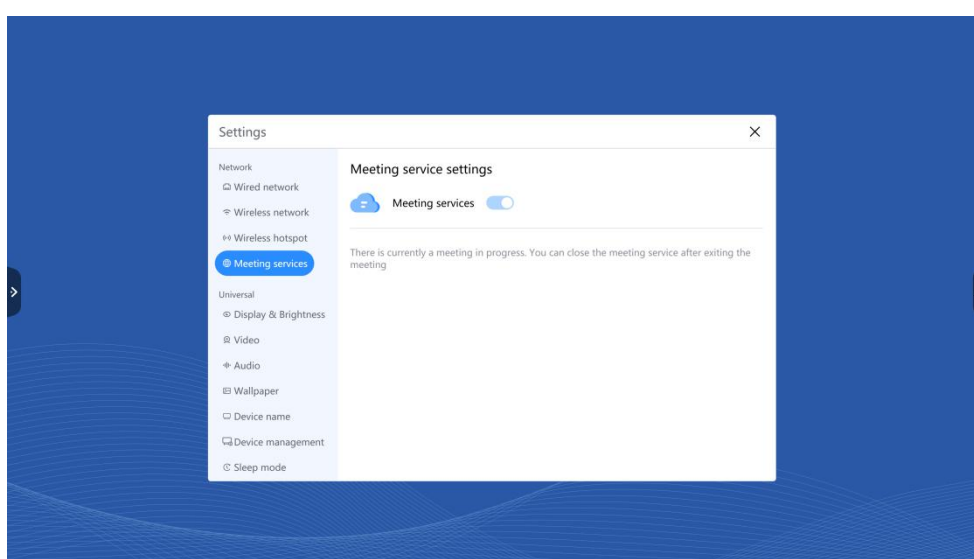 Settings
Network
Wired network
Wireless network
Wireless hotspot
Meeting services
Universal
Display & Brightness
Video
Audio
Wallpaper
Device name
Device management
Sleep mode
Meeting service settings
Meeting services
There is currently a meeting in progress. You can close the meeting service after exiting the
meeting